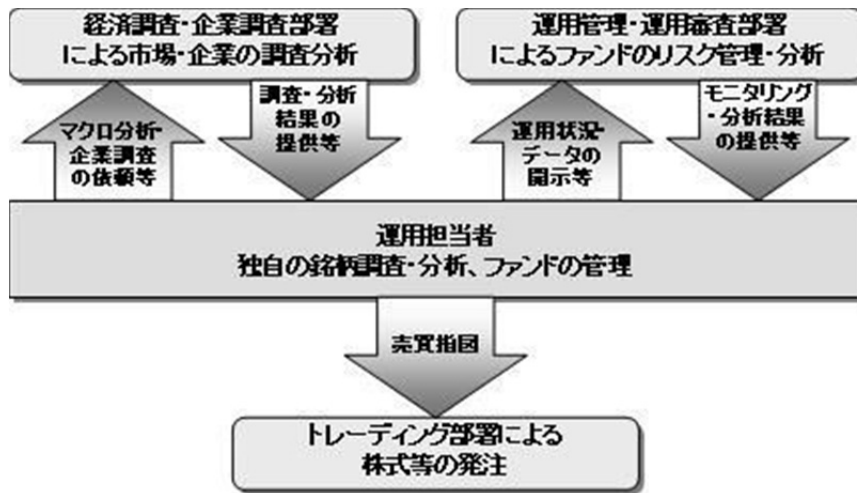 経済調査・企業調査部署
による市場・企業の調査分析
運用管理・運用審査部署
によるファンドのリスク管理・分析
マクロ分析・
企業調査
の依頼等
調査・分析
結果の
提供等
運用状況・
データの
開示等
モニタリング
・分析結果
の提供等
運用担当者
独自の銘柄調査・分析、ファンドの管理
売買指図
トレーディング部署による
株式等の発注